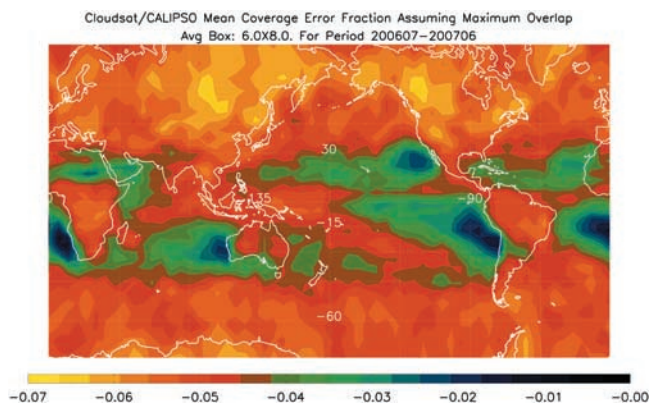 Cloudsat/CALIPSO Mean Coverage Error Fraction Assuming Maximum Overlap
Avg Box: 6.0X8.0. For Period 200607-200706
30
135
-90
-15
-60
-0.07 -0.06 -0.05 -0.04 -0.03 -0.02 -0.01 -0.00